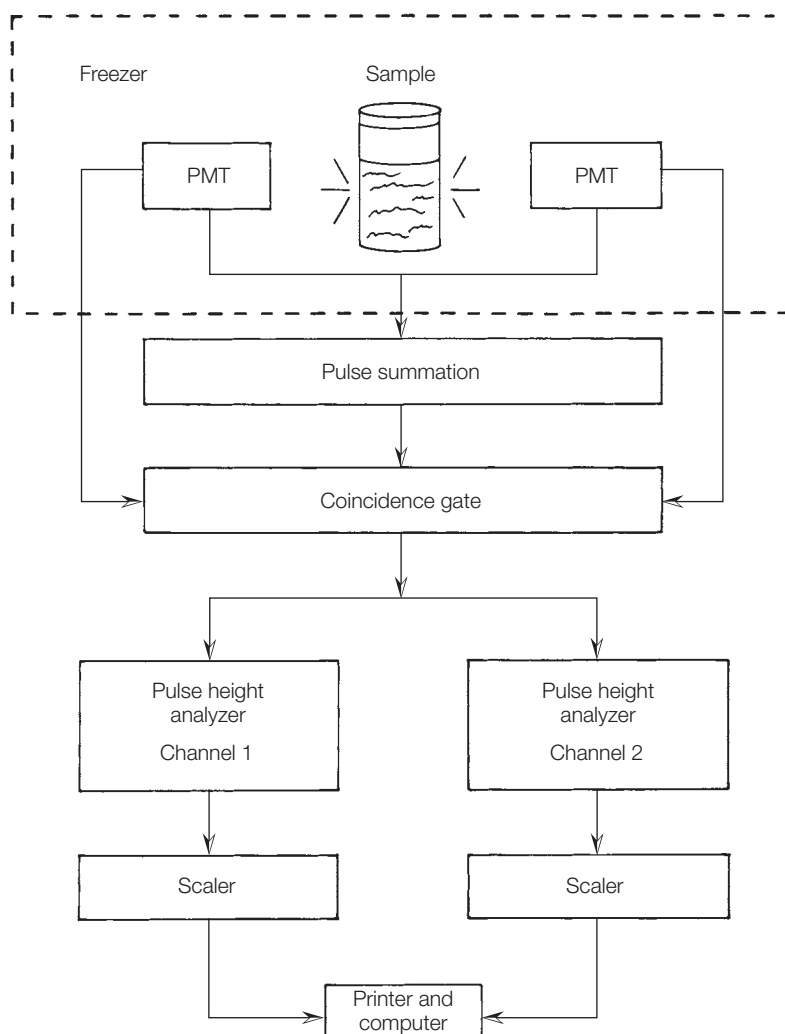 Freezer
Sample
PMT
PMT
Pulse summation
Coincidence gate
Pulse height
analyzer
Channel 1
Pulse height
analyzer
Channel 2
Scaler
Scaler
Printer and
computer